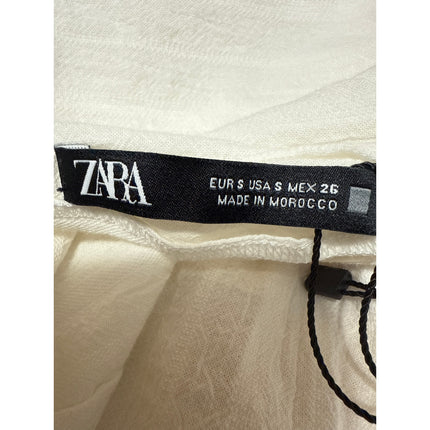 ZARA
EUR S USA S MEX 26
MADE IN MOROCCO